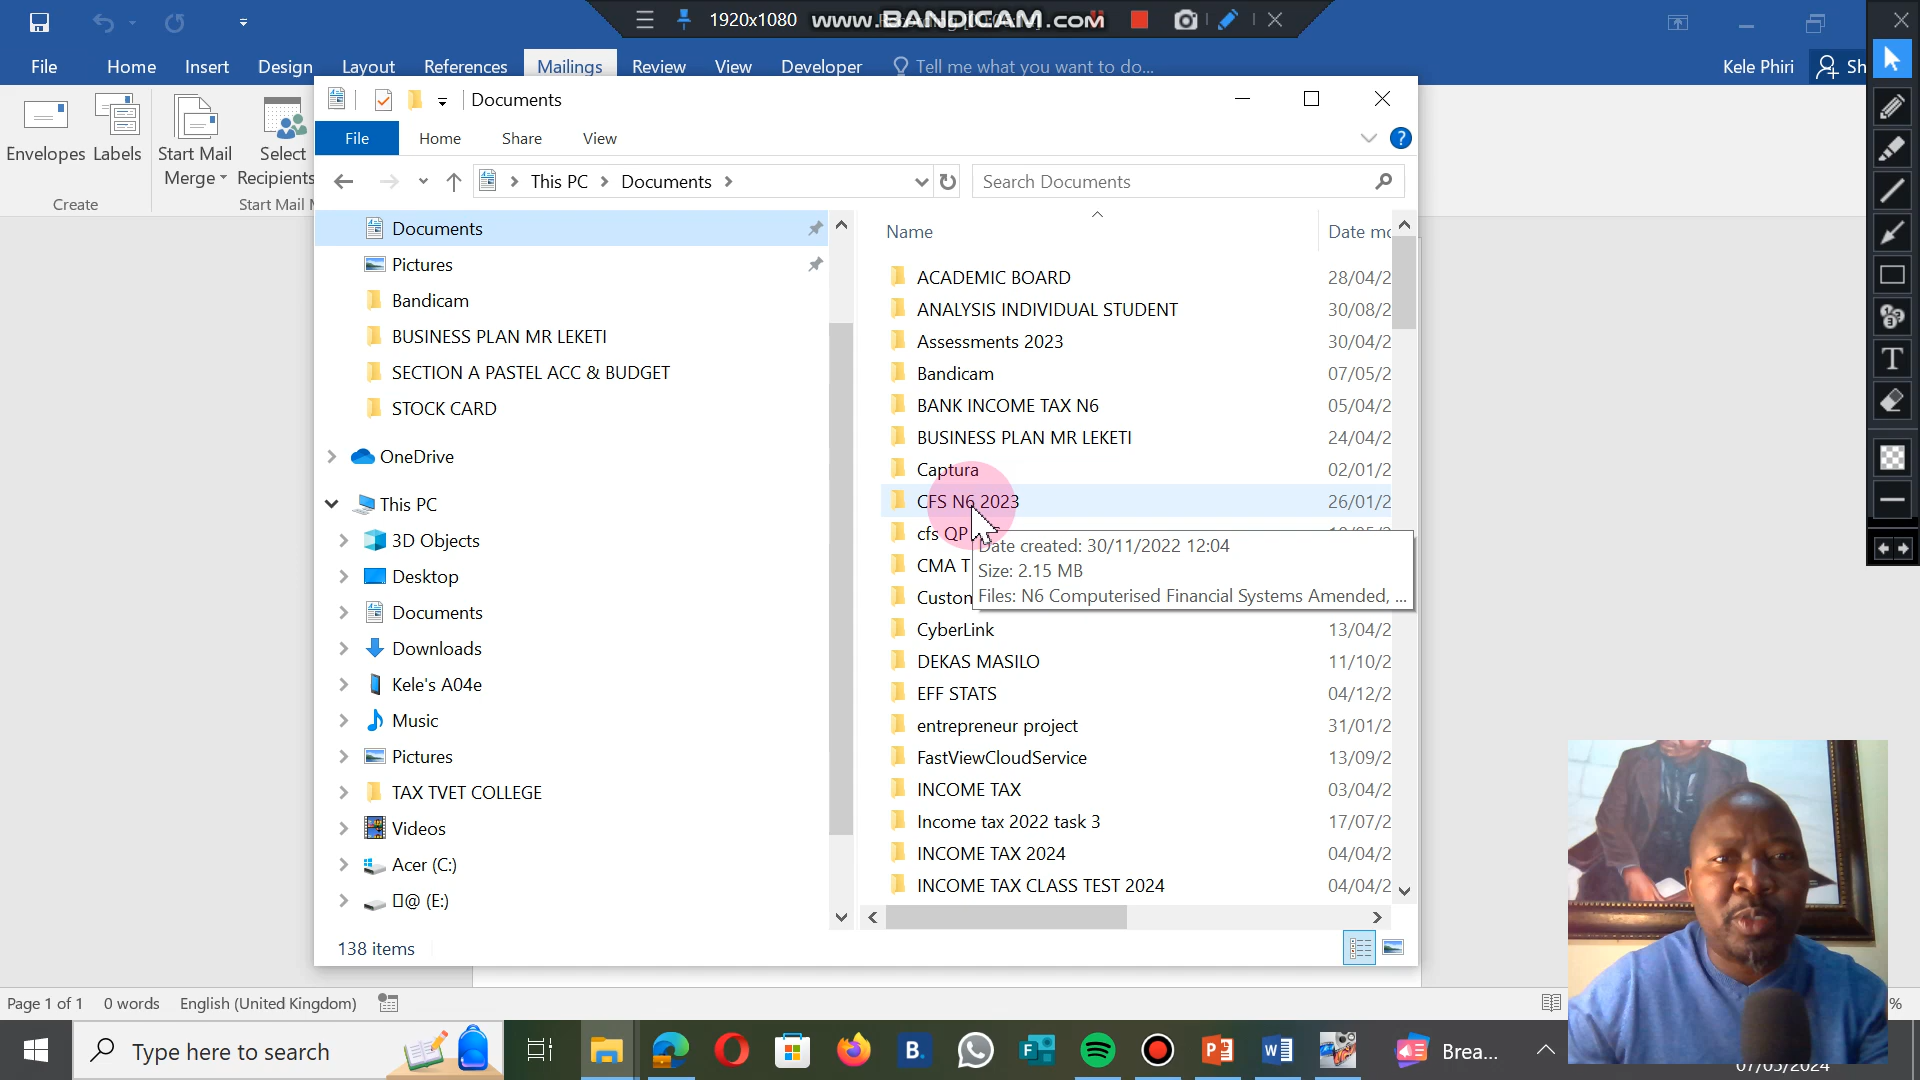 1920x1080
www.BANDICAM.com
File
Home
Insert
Design
Layout
References
Mailings
Review
View
Developer
Tell me what you want to do...
Kele Phiri
Sh
Envelopes
Labels
Start Mail
Merge
Select
Recipients
Create
Start Mail
Documents
File
Home
Share
View
This PC
Documents
Search Documents
Documents
Pictures
Bandicam
BUSINESS PLAN MR LEKETI
SECTION A PASTEL ACC & BUDGET
STOCK CARD
OneDrive
This PC
3D Objects
Desktop
Documents
Downloads
Kele's A04e
Music
Pictures
TAX TVET COLLEGE
Videos
Acer (C:)
@ (E:)
Name
Date mo
ACADEMIC BOARD 28/04/2
ANALYSIS INDIVIDUAL STUDENT 30/08/2
Assessments 2023 30/04/2
Bandicam 07/05/2
BANK INCOME TAX N6 05/04/2
BUSINESS PLAN MR LEKETI 24/04/2
Captura 02/01/2
CFS N6 2023 26/01/2
cfs QP
CMA T
Custom
Date created: 30/11/2022 12:04
Size: 2.15 MB
Files: N6 Computerised Financial Systems Amended, ...
CyberLink 13/04/2
DEKAS MASILO 11/10/2
EFF STATS 04/12/2
entrepreneur project 31/01/2
FastViewCloudService 13/09/2
INCOME TAX 03/04/2
Income tax 2022 task 3 17/07/2
INCOME TAX 2024 04/04/2
INCOME TAX CLASS TEST 2024 04/04/2
138 items
Page 1 of 1
0 words
English (United Kingdom)
%
Type here to search
B.
Brea...
07/05/2024